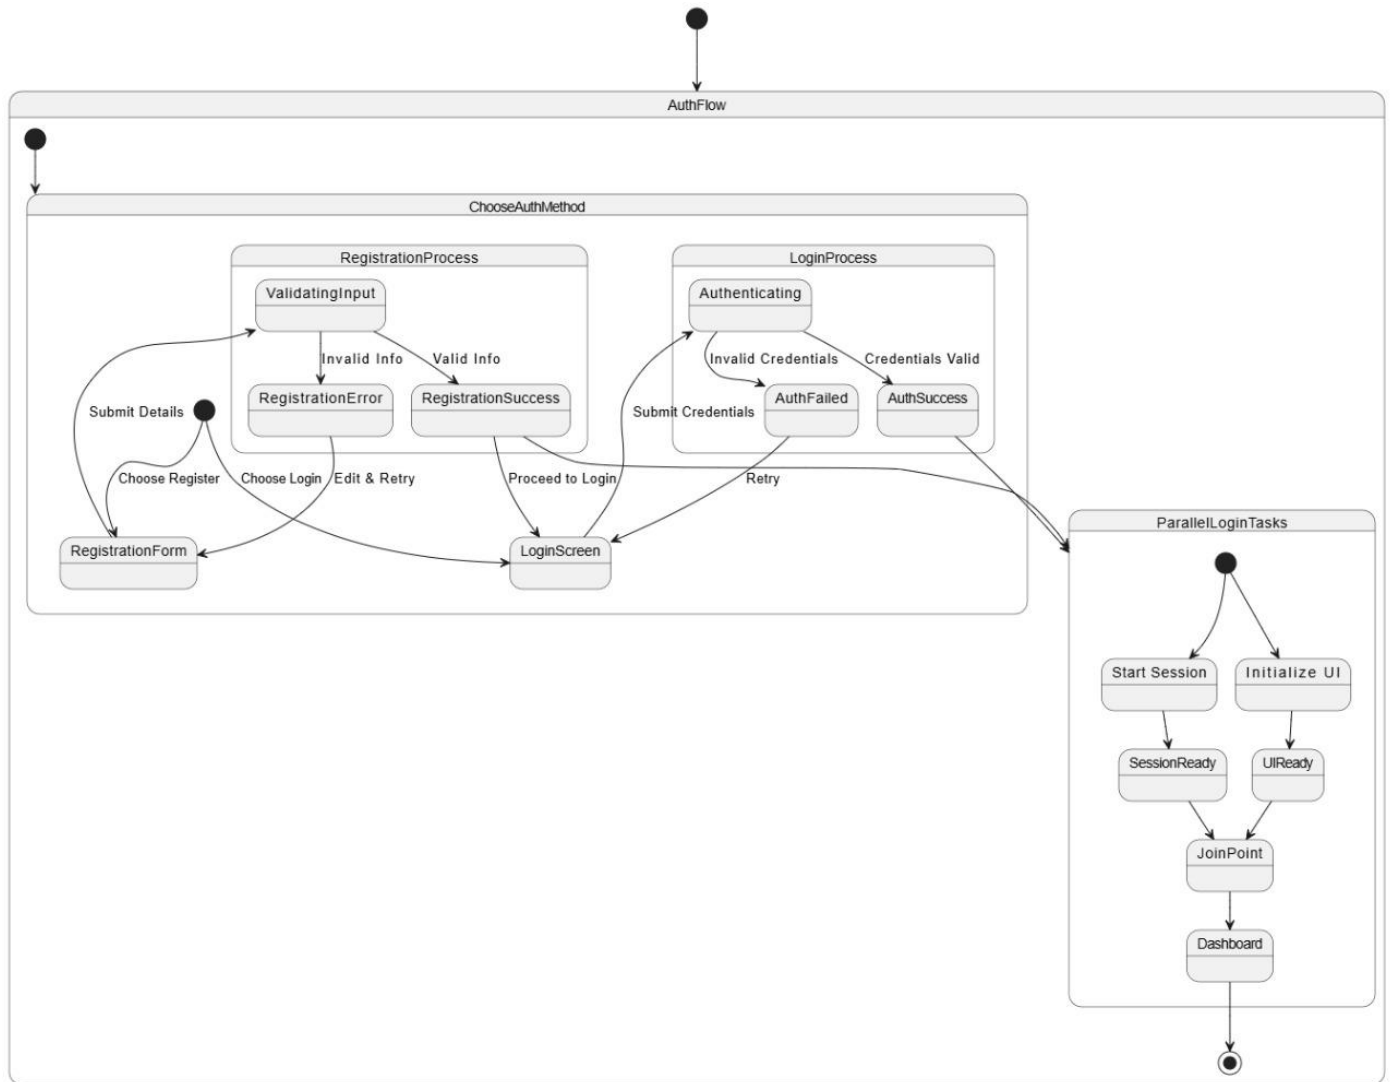 AuthFlow
ChooseAuthMethod
RegistrationProcess
LoginProcess
ValidatingInput
Authenticating
Invalid Info
Valid Info
Invalid Credentials
Credentials Valid
RegistrationError
RegistrationSuccess
AuthFailed
AuthSuccess
Submit Details
Submit Credentials
Choose Register
Choose Login
Edit & Retry
Proceed to Login
Retry
RegistrationForm
LoginScreen
ParallelLoginTasks
Start Session
Initialize UI
SessionReady
UIReady
JoinPoint
Dashboard